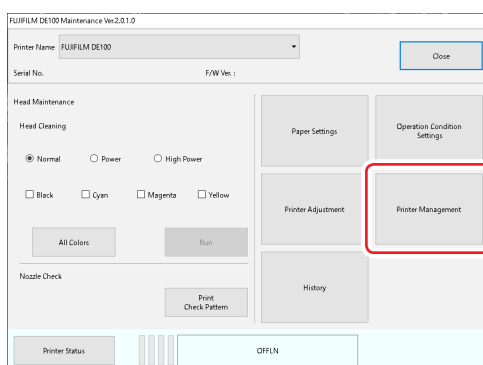 FUJIFILM DE100 Maintenance Ver.2.0.1.0
Printer Name FUJIFILM DE100
Close
Serial No. F/W Ver. :
Head Maintenance
Head Cleaning
Normal Power High Power
Black Cyan Magenta Yellow
All Colors Run
Nozzle Check
Print
Check Pattern
Paper Settings
Operation Condition
Settings
Printer Adjustment
Printer Management
History
Printer Status
OFFLN